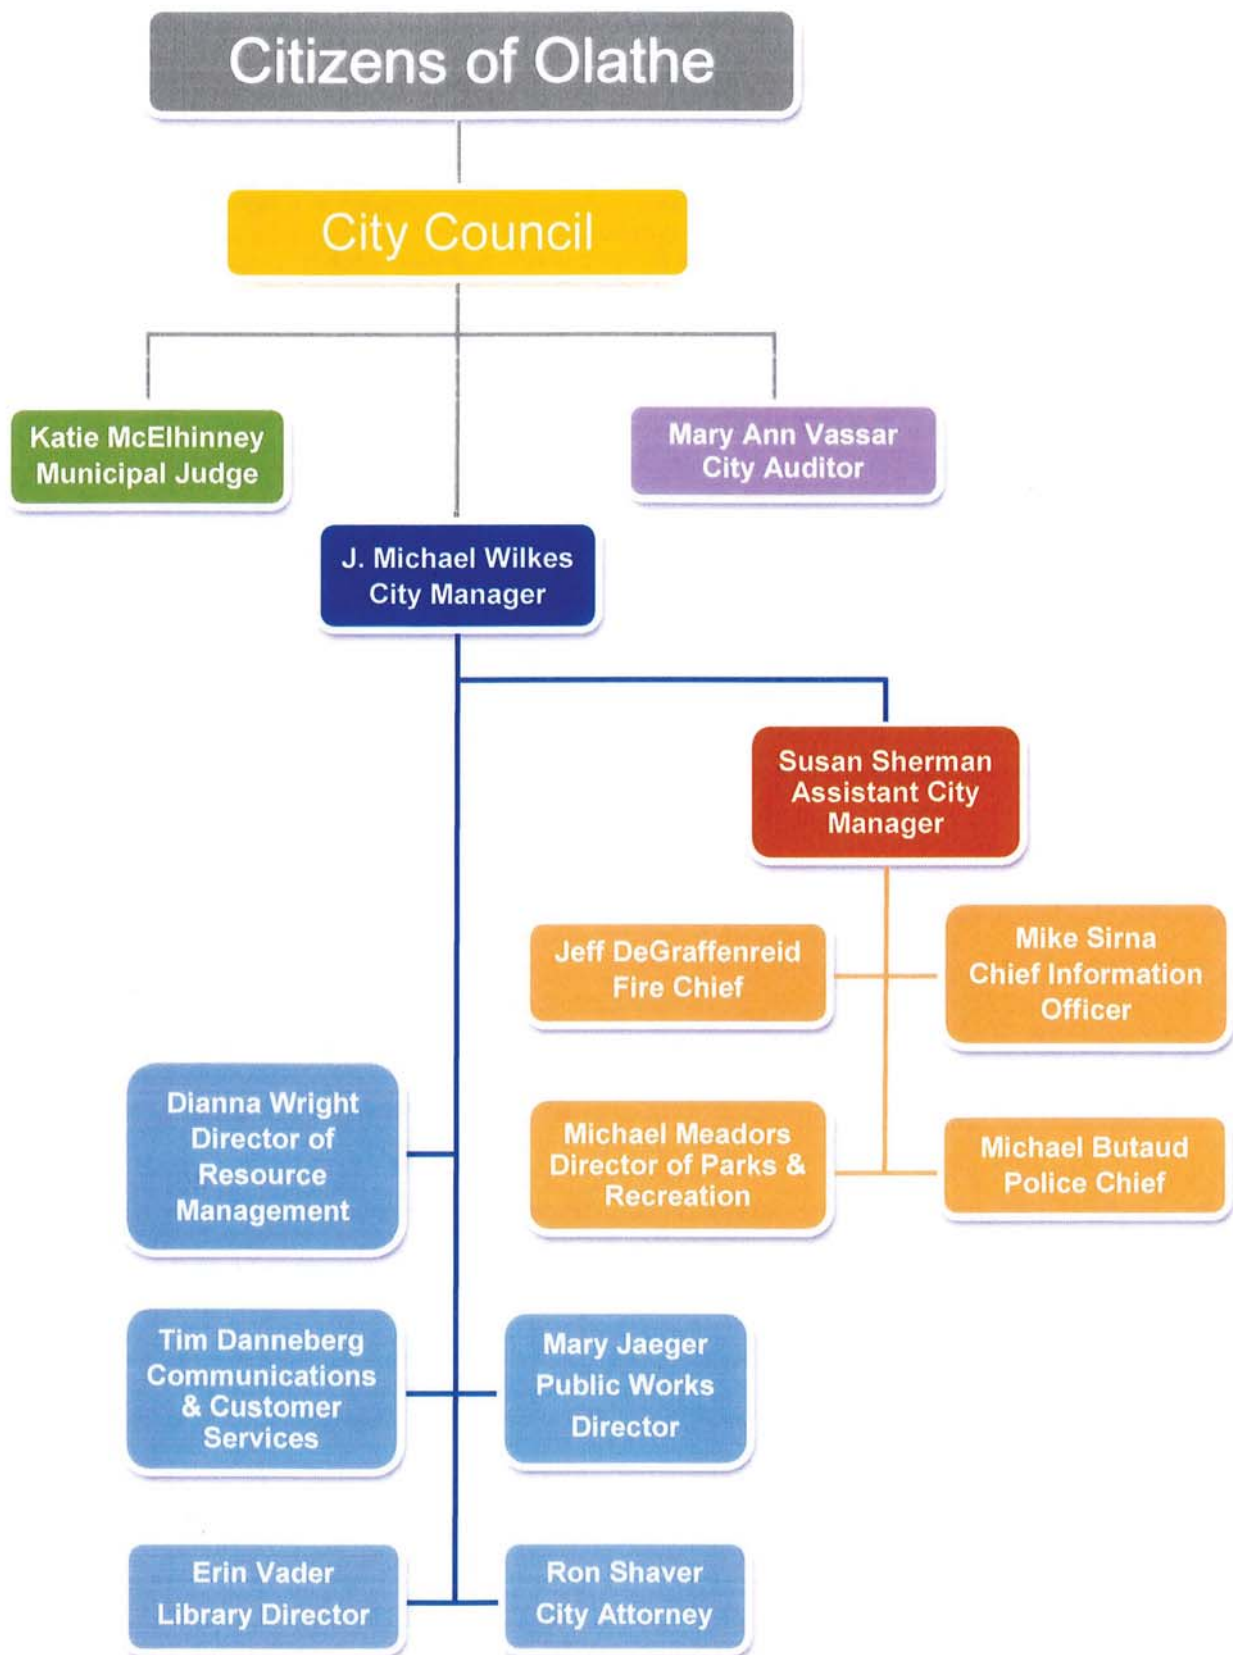 Citizens of Olathe
City Council
Katie McElhinney
Municipal Judge
Mary Ann Vassar
City Auditor
J. Michael Wilkes
City Manager
Susan Sherman
Assistant City
Manager
Jeff DeGraffenreid
Fire Chief
Mike Sirna
Chief Information
Officer
Dianna Wright
Director of
Resource
Management
Michael Meadors
Director of Parks &
Recreation
Michael Butaud
Police Chief
Tim Danneberg
Communications
& Customer
Services
Mary Jaeger
Public Works
Director
Erin Vader
Library Director
Ron Shaver
City Attorney